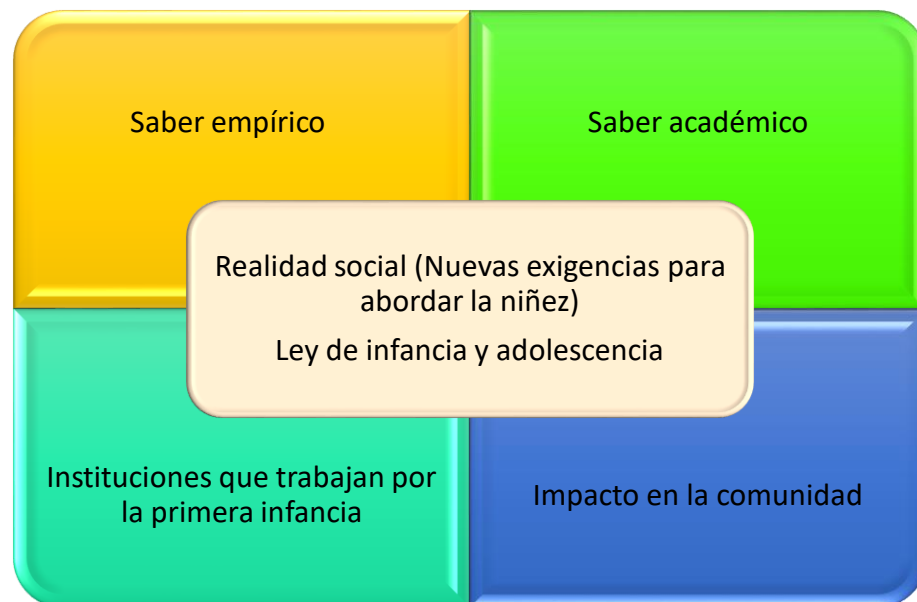 Saber empírico
Saber académico
Realidad social (Nuevas exigencias para
abordar la niñez)
Ley de infancia y adolescencia
Instituciones que trabajan por
la primera infancia
Impacto en la comunidad